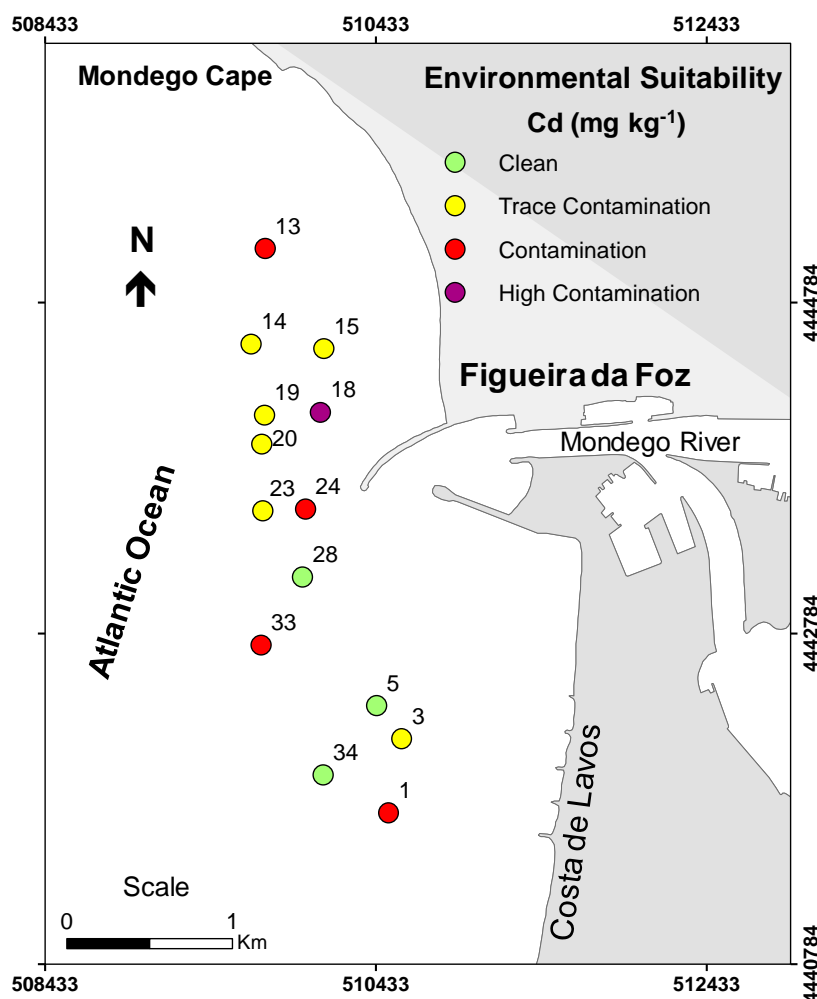 508433 510433 512433
Mondego Cape
Environmental Suitability
Cd (mg kg-1)
Clean
Trace Contamination
Contamination
High Contamination
N
13
14
15
4444784
19
18
20
Figueira da Foz
Mondego River
23
24
28
Atlantic Ocean
33
4442784
5
3
34
1
Costa de Lavos
Scale
0 1
Km
4440784
508433 510433 512433